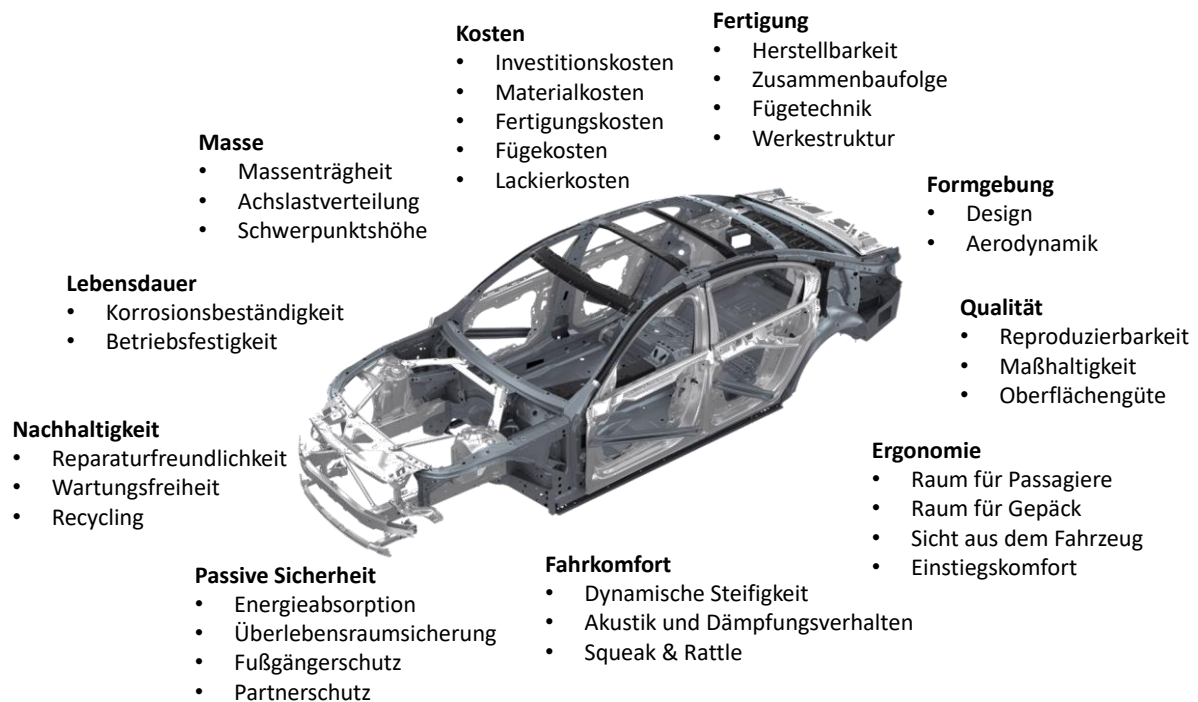 Kosten
• Investitionskosten
• Materialkosten
• Fertigungskosten
• Fügekosten
• Lackierkosten
Fertigung
• Herstellbarkeit
• Zusammenbaufolge
• Fügetechnik
• Werkestruktur
Masse
• Massenträgheit
• Achslastverteilung
• Schwerpunktshöhe
Formgebung
• Design
• Aerodynamik
Lebensdauer
• Korrosionsbeständigkeit
• Betriebsfestigkeit
Qualität
• Reproduzierbarkeit
• Maßhaltigkeit
• Oberflächengüte
Nachhaltigkeit
• Reparaturfreundlichkeit
• Wartungsfreiheit
• Recycling
Ergonomie
• Raum für Passagiere
• Raum für Gepäck
• Sicht aus dem Fahrzeug
• Einstiegskomfort
Passive Sicherheit
• Energieabsorption
• Überlebensraumsicherung
• Fußgängerschutz
• Partnerschutz
Fahrkomfort
• Dynamische Steifigkeit
• Akustik und Dämpfungsverhalten
• Squeak & Rattle